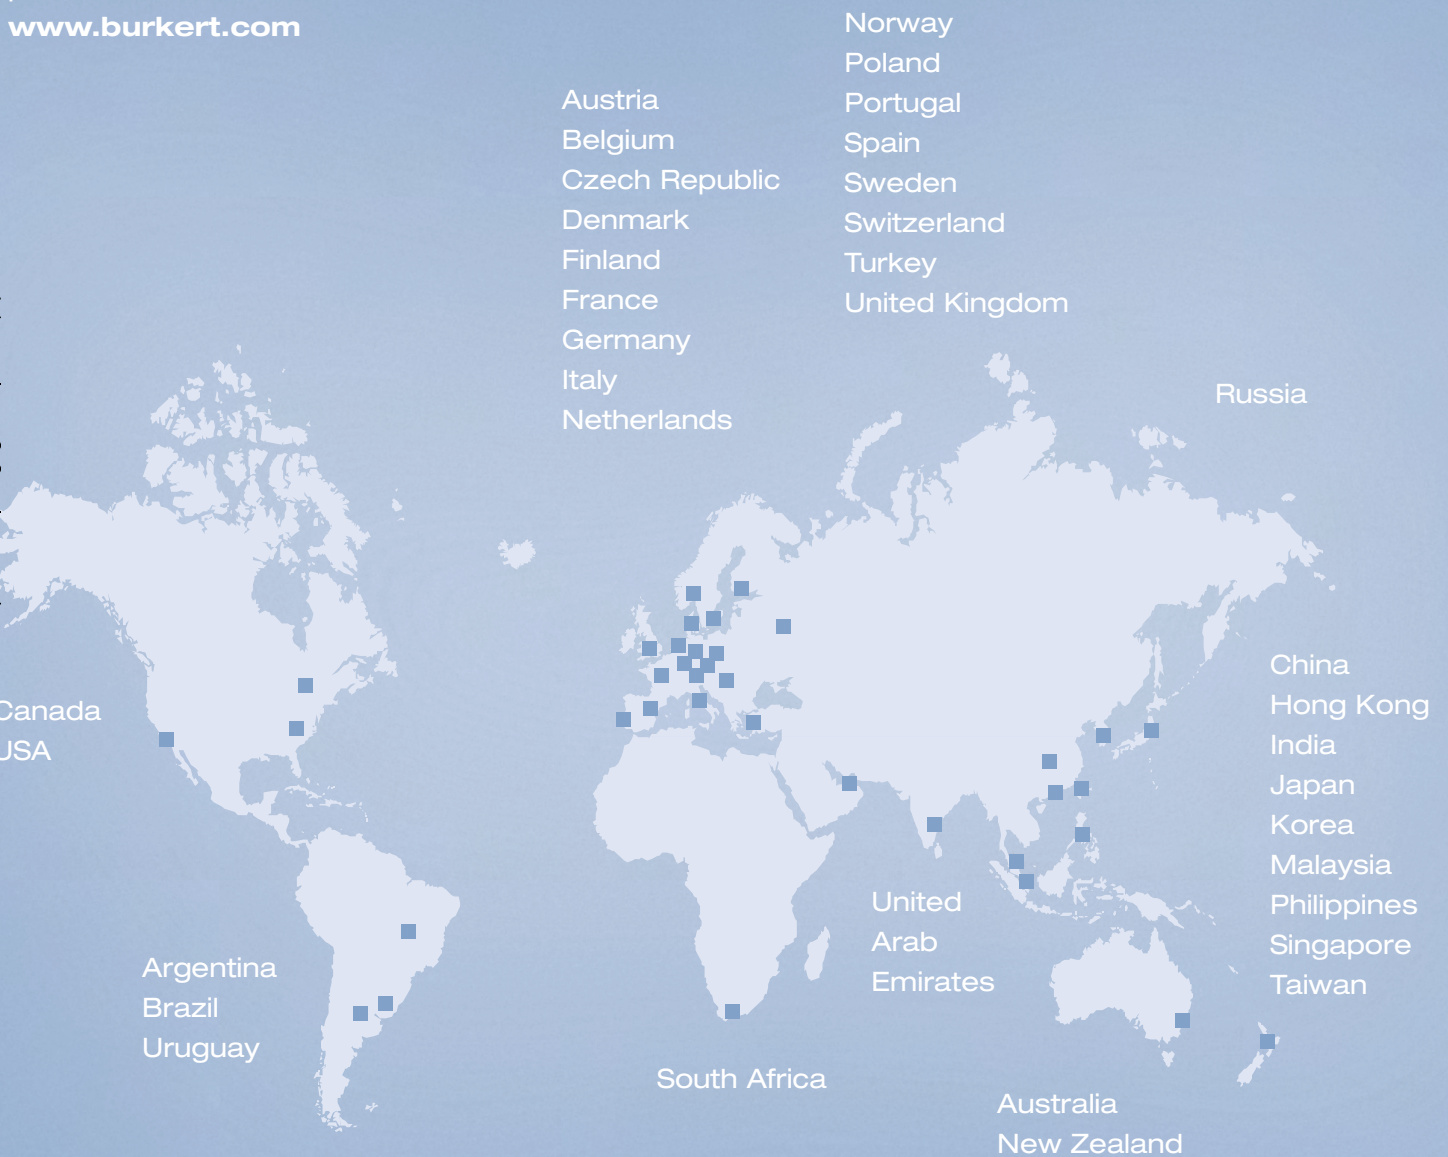 www.burkert.com
Austria
Belgium
Czech Republic
Denmark
Finland
France
Germany
Italy
Netherlands
Norway
Poland
Portugal
Spain
Sweden
Switzerland
Turkey
United Kingdom
Russia
Canada
USA
China
Hong Kong
India
Japan
Korea
Malaysia
Philippines
Singapore
Taiwan
United
Arab
Emirates
Argentina
Brazil
Uruguay
South Africa
Australia
New Zealand